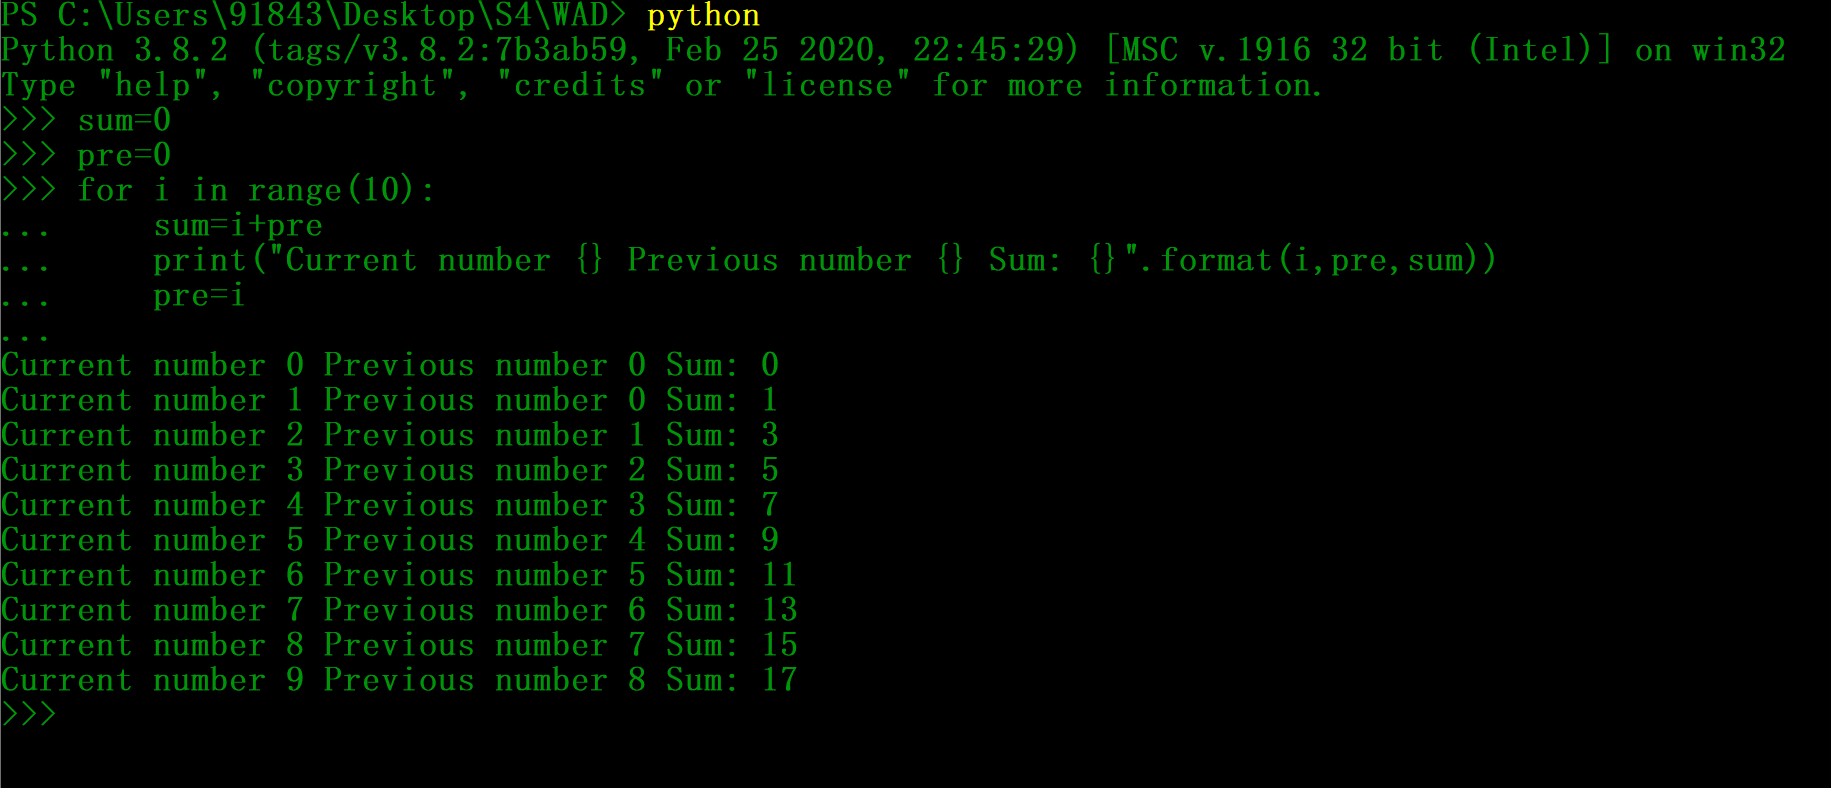 PS C:\Users\91843\Desktop\S4\WAD> python
Python 3.8.2 (tags/v3.8.2:7b3ab59, Feb 25 2020, 22:45:29) [MSC v.1916 32 bit (Intel)] on win32
Type "help", "copyright", "credits" or "license" for more information.
>>> sum=0
>>> pre=0
>>> for i in range(10):
...     sum=i+pre
...     print("Current number {} Previous number {} Sum: {}".format(i,pre,sum))
...     pre=i
...
Current number 0 Previous number 0 Sum: 0
Current number 1 Previous number 0 Sum: 1
Current number 2 Previous number 1 Sum: 3
Current number 3 Previous number 2 Sum: 5
Current number 4 Previous number 3 Sum: 7
Current number 5 Previous number 4 Sum: 9
Current number 6 Previous number 5 Sum: 11
Current number 7 Previous number 6 Sum: 13
Current number 8 Previous number 7 Sum: 15
Current number 9 Previous number 8 Sum: 17
>>>